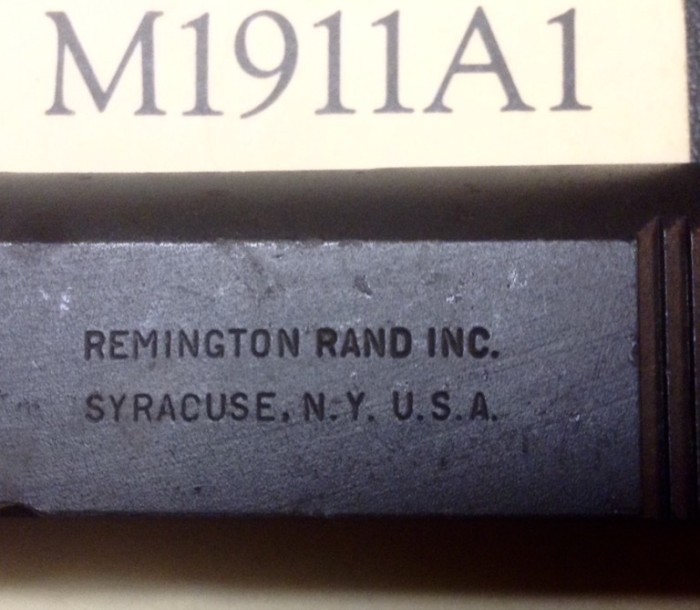 M1911A1
REMINGTON RAND INC.
SYRACUSE, N.Y. U.S.A.